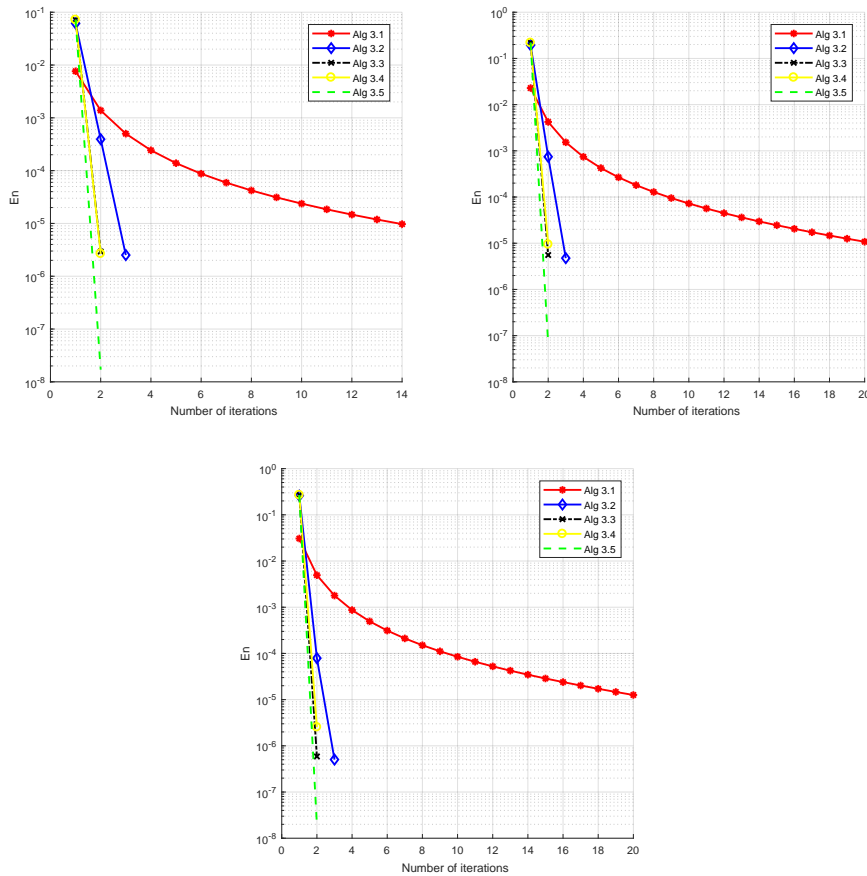 10^-1
10^-2
10^-3
10^-4
10^-5
10^-6
10^-7
10^-8
En
0 2 4 6 8 10 12 14
Number of iterations
Alg 3.1
Alg 3.2
Alg 3.3
Alg 3.4
Alg 3.5
10^0
10^-1
10^-2
10^-3
10^-4
10^-5
10^-6
10^-7
10^-8
En
0 2 4 6 8 10 12 14 16 18 20
Number of iterations
Alg 3.1
Alg 3.2
Alg 3.3
Alg 3.4
Alg 3.5
10^0
10^-1
10^-2
10^-3
10^-4
10^-5
10^-6
10^-7
10^-8
En
0 2 4 6 8 10 12 14 16 18 20
Number of iterations
Alg 3.1
Alg 3.2
Alg 3.3
Alg 3.4
Alg 3.5